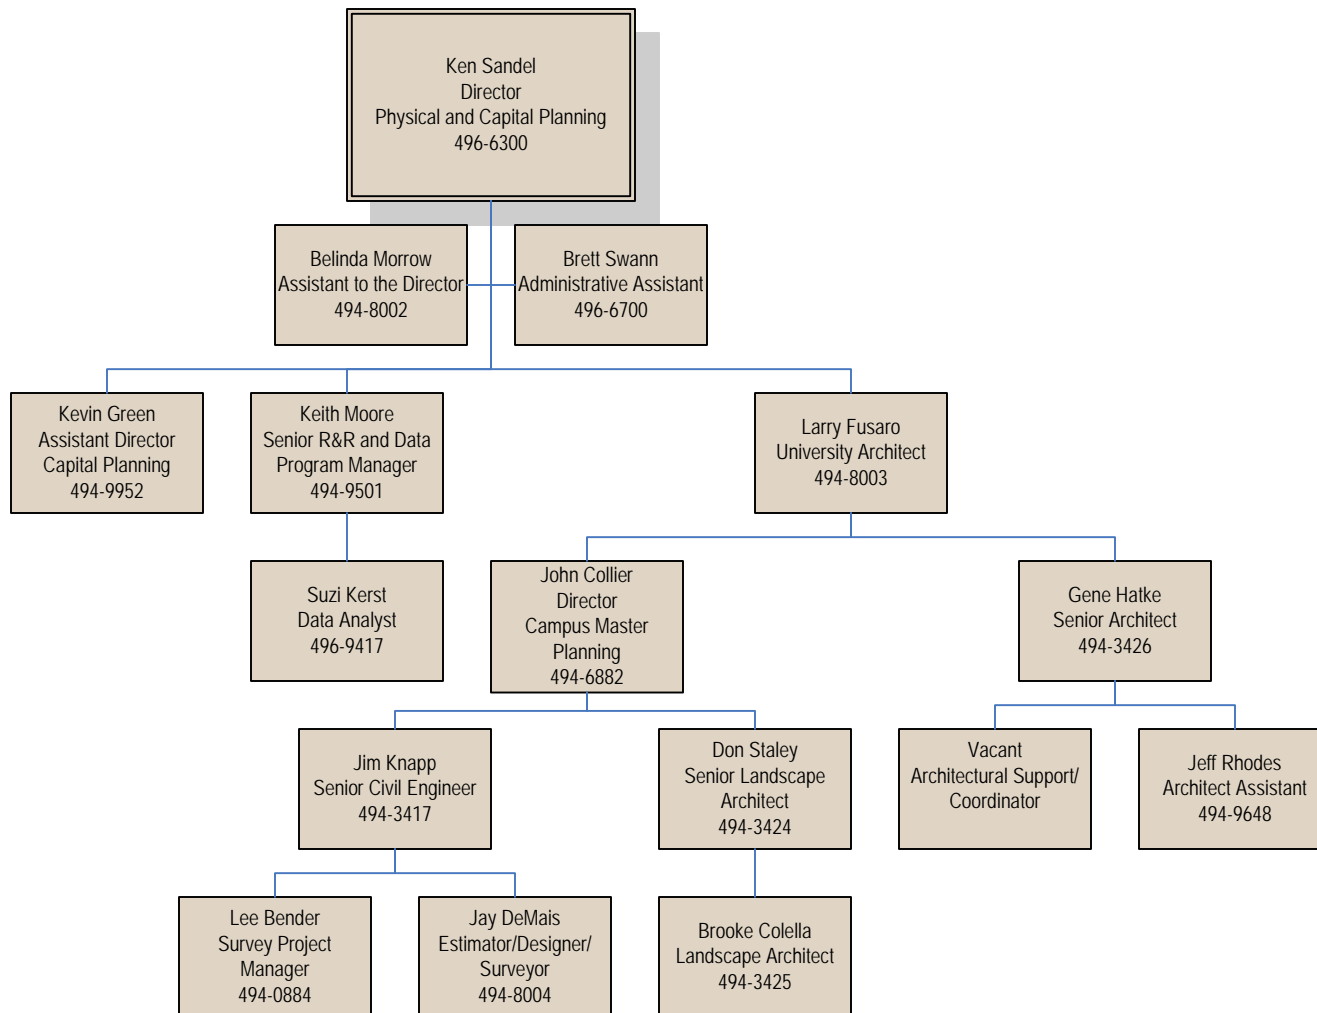 Ken Sandel
Director
Physical and Capital Planning
496-6300
Belinda Morrow
Assistant to the Director
494-8002
Brett Swann
Administrative Assistant
496-6700
Kevin Green
Assistant Director
Capital Planning
494-9952
Keith Moore
Senior R&R and Data
Program Manager
494-9501
Larry Fusaro
University Architect
494-8003
Suzi Kerst
Data Analyst
496-9417
John Collier
Director
Campus Master
Planning
494-6882
Gene Hatke
Senior Architect
494-3426
Jim Knapp
Senior Civil Engineer
494-3417
Don Staley
Senior Landscape
Architect
494-3424
Vacant
Architectural Support/
Coordinator
Jeff Rhodes
Architect Assistant
494-9648
Lee Bender
Survey Project
Manager
494-0884
Jay DeMais
Estimator/Designer/
Surveyor
494-8004
Brooke Colella
Landscape Architect
494-3425